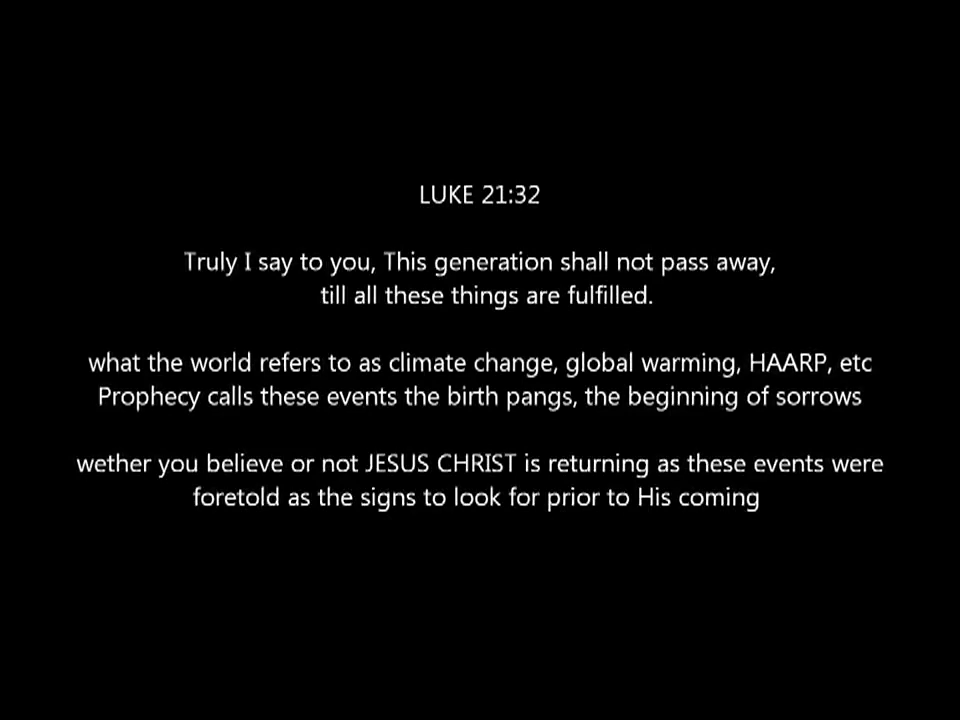 LUKE 21:32
Truly I say to you, This generation shall not pass away,
till all these things are fulfilled.
what the world refers to as climate change, global warming, HAARP, etc
Prophecy calls these events the birth pangs, the beginning of sorrows
wether you believe or not JESUS CHRIST is returning as these events were
foretold as the signs to look for prior to His coming